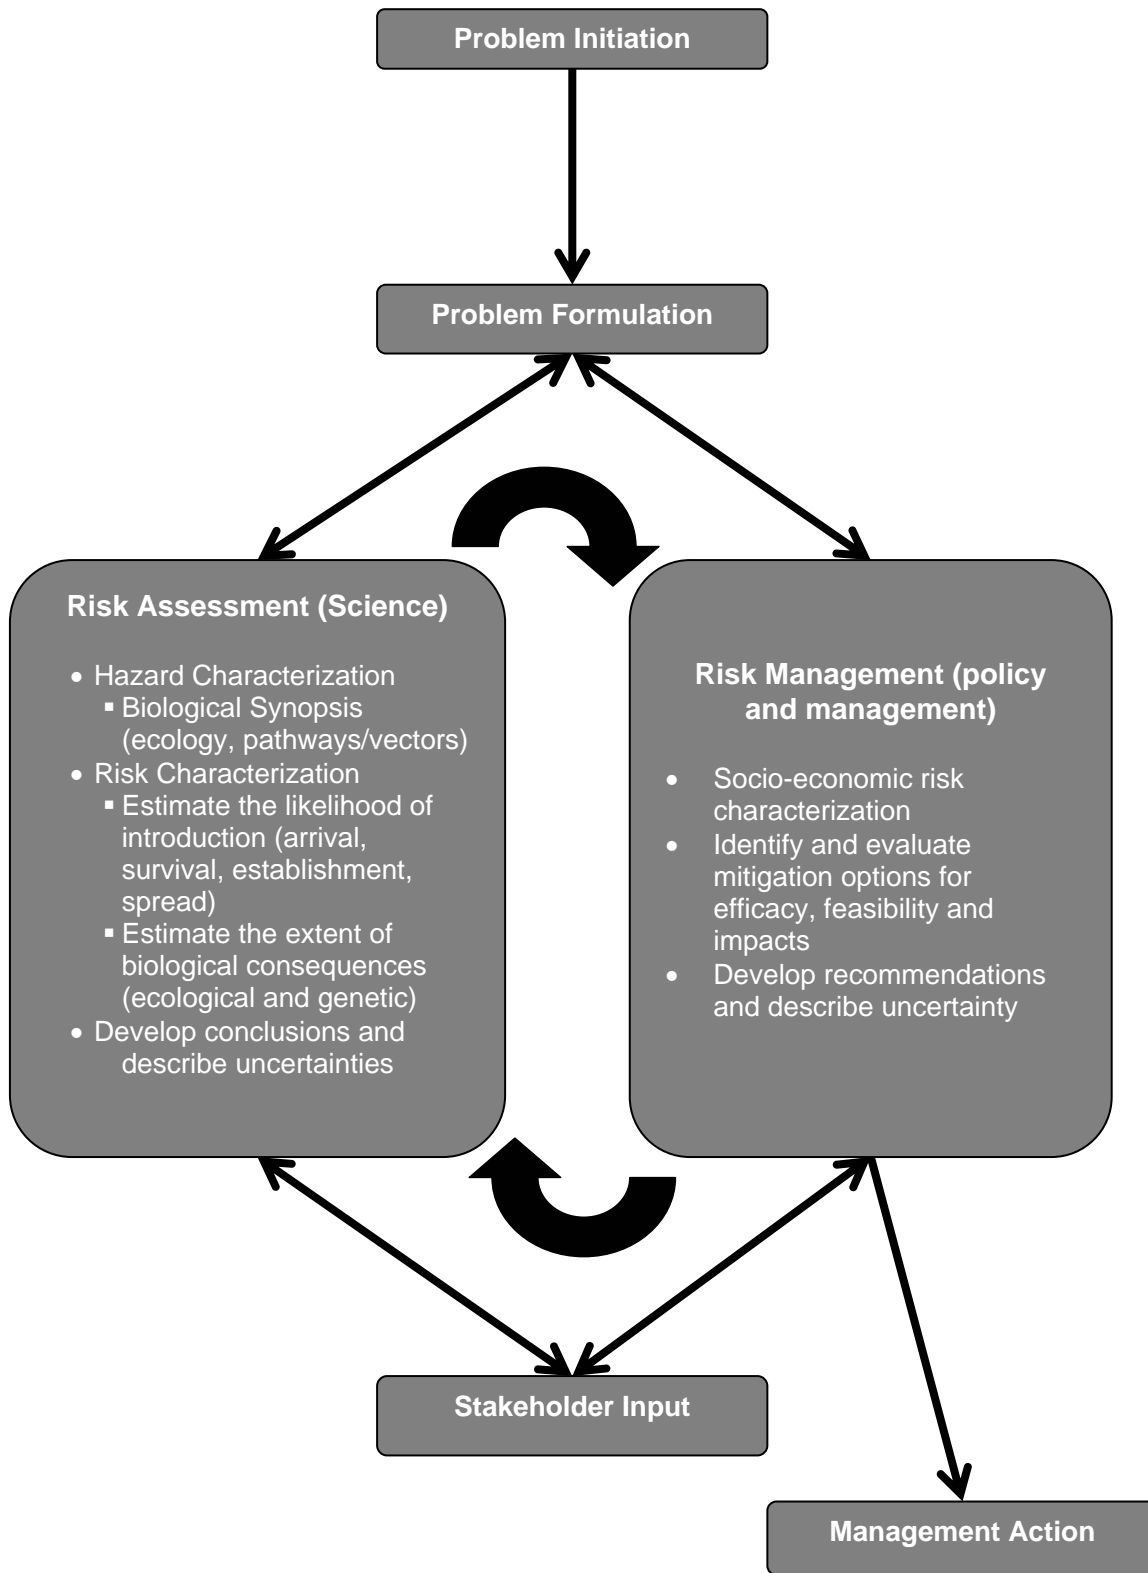 Problem Initiation
Problem Formulation
Risk Assessment (Science)
• Hazard Characterization
▪ Biological Synopsis
(ecology, pathways/vectors)
• Risk Characterization
▪ Estimate the likelihood of
introduction (arrival,
survival, establishment,
spread)
▪ Estimate the extent of
biological consequences
(ecological and genetic)
• Develop conclusions and
describe uncertainties
Risk Management (policy
and management)
• Socio-economic risk
characterization
• Identify and evaluate
mitigation options for
efficacy, feasibility and
impacts
• Develop recommendations
and describe uncertainty
Stakeholder Input
Management Action